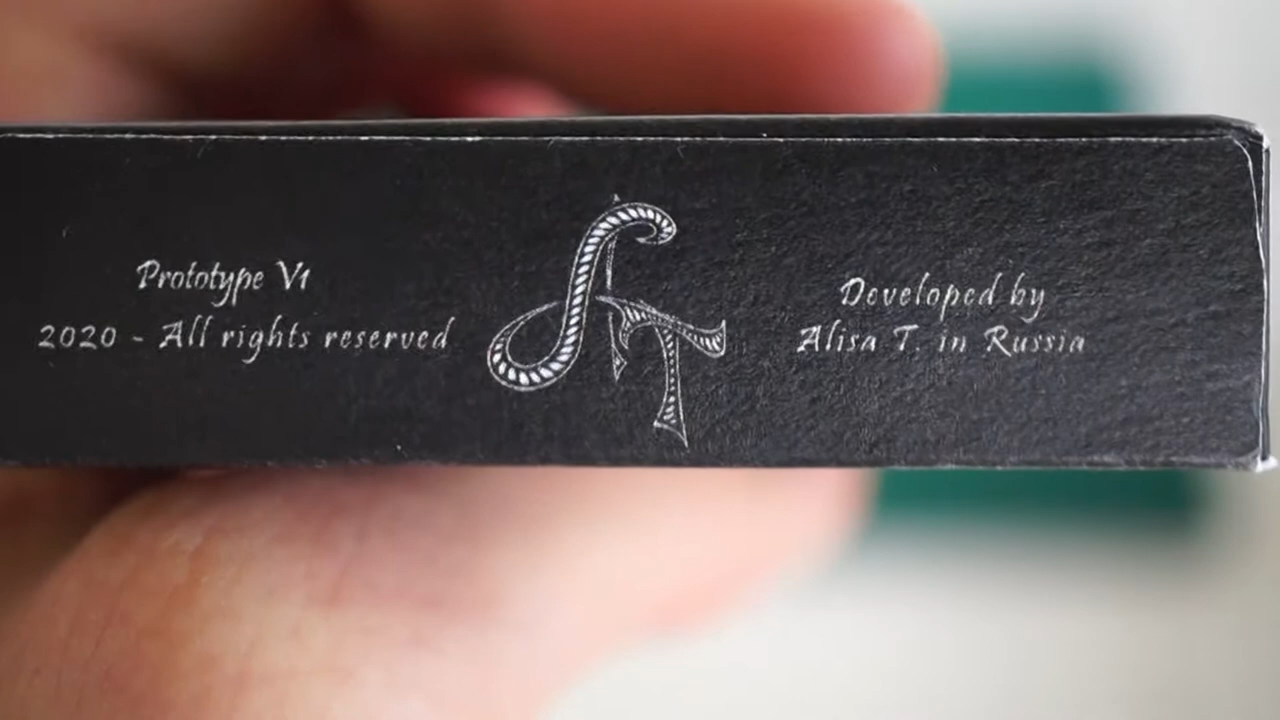 Prototype V1
2020 - All rights reserved
Developed by
Alisa T. in Russia